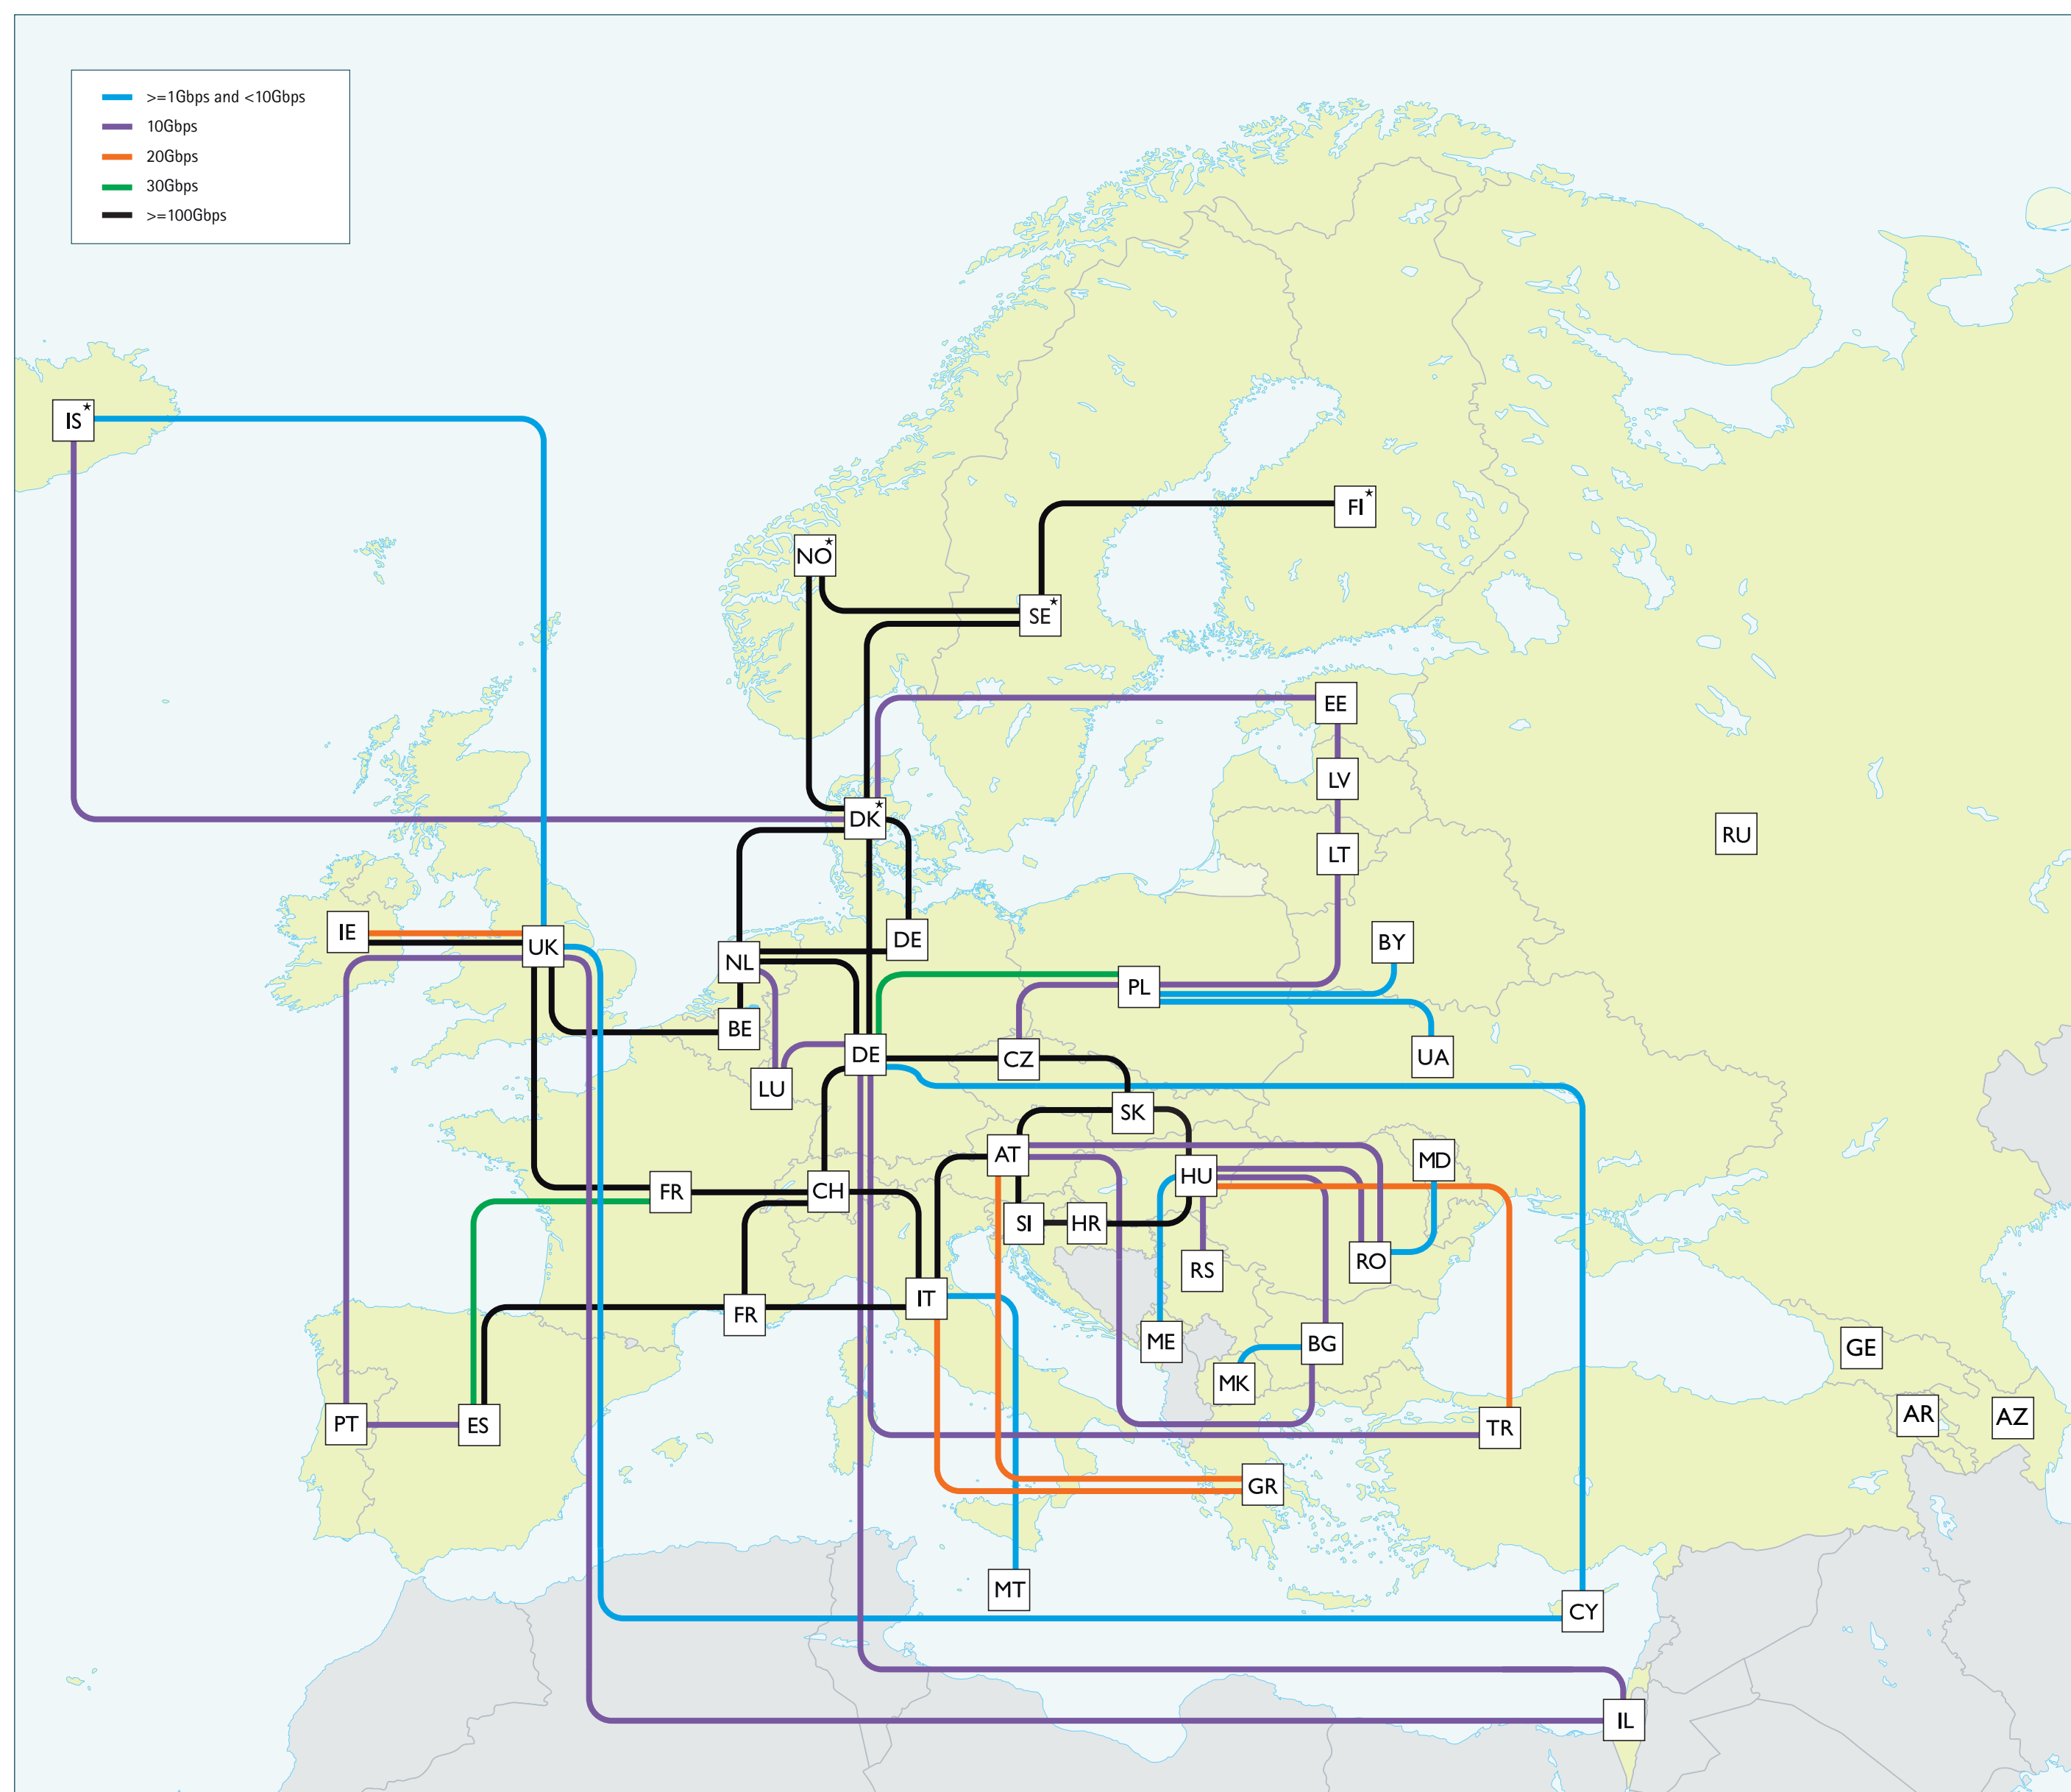 >=1Gbps and <10Gbps
10Gbps
20Gbps
30Gbps
>=100Gbps
IS*
FI*
NO*
SE*
EE
LV
DK*
RU
LT
IE
UK
DE
BY
NL
PL
BE
DE
CZ
UA
LU
SK
AT
MD
HU
FR
CH
SI
HR
RO
RS
IT
FR
ME
BG
GE
MK
PT
ES
TR
AR
AZ
GR
MT
CY
IL